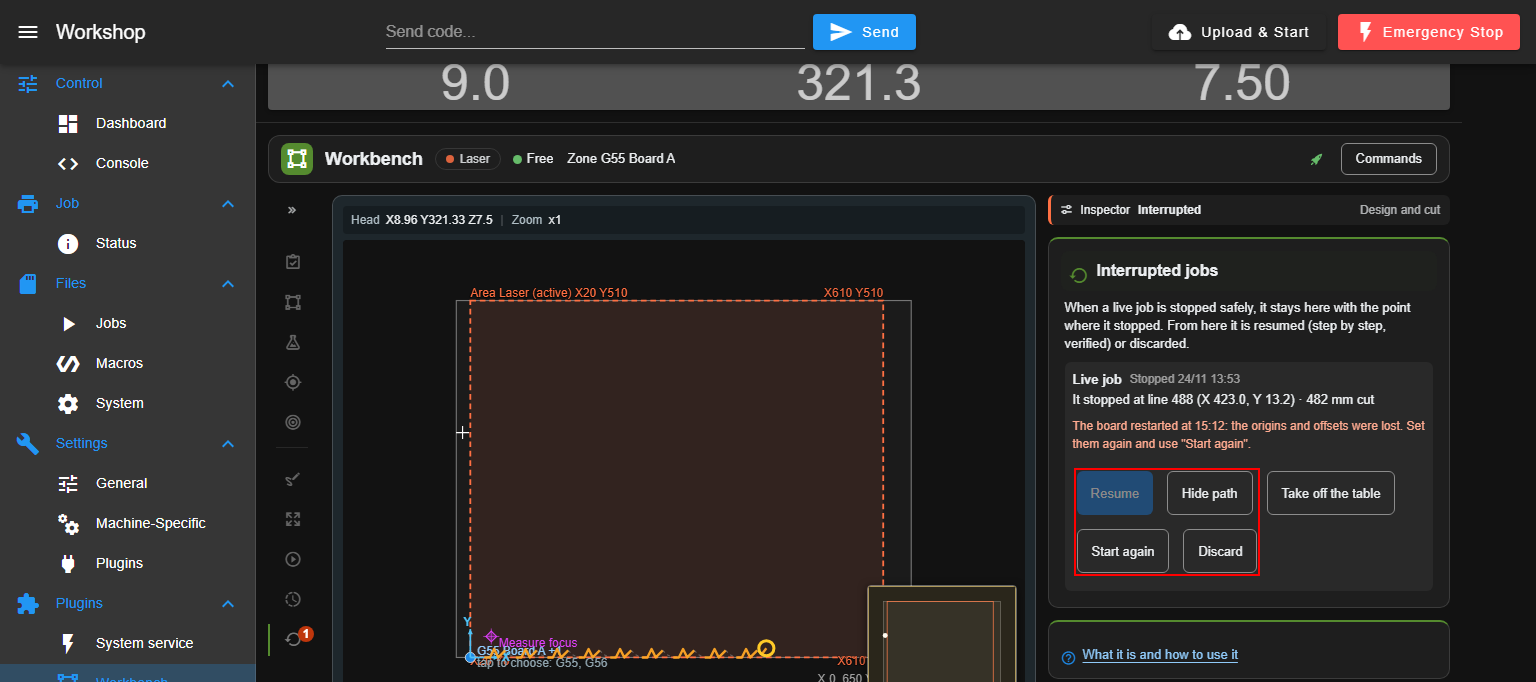 Workshop
Send code...
Send
Upload & Start
Emergency Stop
Control
Dashboard
Console
Job
Status
Files
Jobs
Macros
System
Settings
General
Machine-Specific
Plugins
Plugins
System service
Workbench
9.0
321.3
7.50
Workbench
Laser
Free
Zone G55 Board A
Commands
Head X8.96 Y321.33 Z7.5 | Zoom x1
Area Laser (active) X20 Y510
X610 Y510
Y
Measure focus
G55 Board A
Tap to choose: G55, G56
X610
X 0, 650
1
Inspector Interrupted
Design and cut
Interrupted jobs
When a live job is stopped safely, it stays here with the point
where it stopped. From here it is resumed (step by step,
verified) or discarded.
Live job Stopped 24/11 13:53
It stopped at line 488 (X 423.0, Y 13.2) · 482 mm cut
The board restarted at 15:12: the origins and offsets were lost. Set
them again and use "Start again".
Resume
Hide path
Take off the table
Start again
Discard
What it is and how to use it